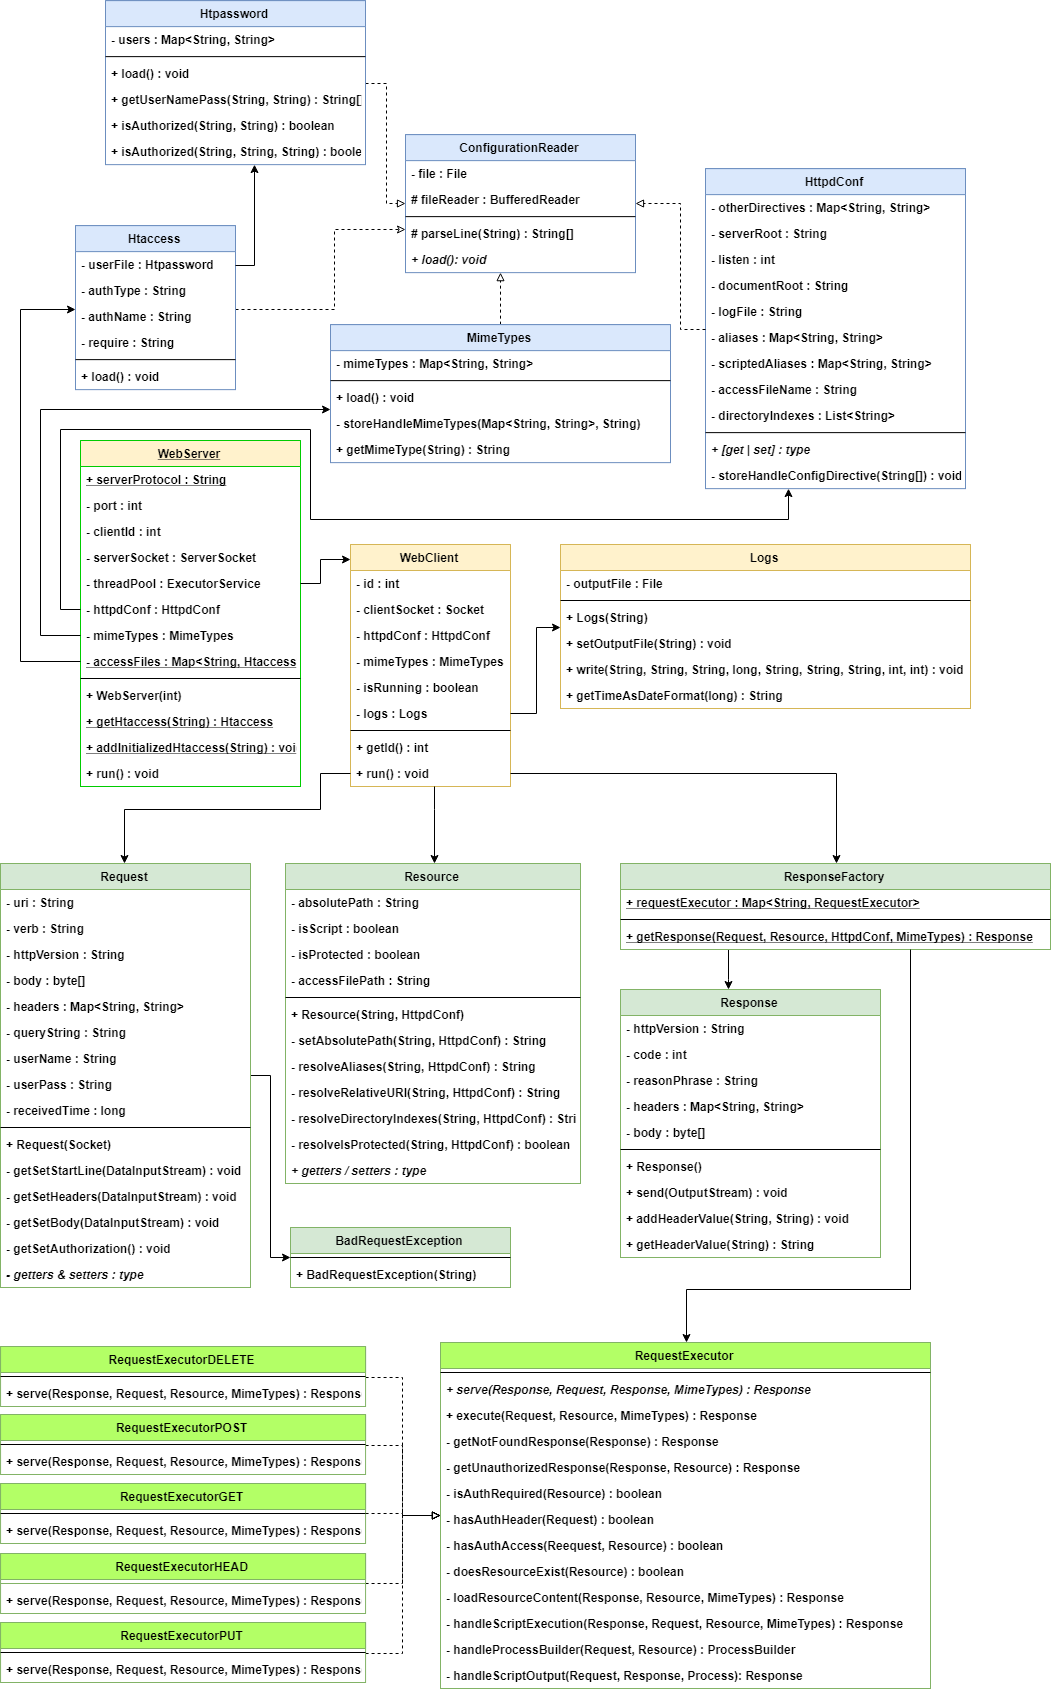 Htpassword
- users : Map<String, String>
+ load() : void
+ getUserNamePass(String, String) : String[
+ isAuthorized(String, String) : boolean
+ isAuthorized(String, String, String) : boole
ConfigurationReader
- file : File
# fileReader : BufferedReader
# parseLine(String) : String[]
+ load(): void
HttpdConf
- otherDirectives : Map<String, String>
- serverRoot : String
- listen : int
- documentRoot : String
- logFile : String
- aliases : Map<String, String>
- scriptedAliases : Map<String, String>
- accessFileName : String
- directoryIndexes : List<String>
+ [get | set] : type
- storeHandleConfigDirective(String[]) : void
Htaccess
- userFile : Htpassword
- authType : String
- authName : String
- require : String
+ load() : void
MimeTypes
- mimeTypes : Map<String, String>
+ load() : void
- storeHandleMimeTypes(Map<String, String>, String)
+ getMimeType(String) : String
WebServer
+ serverProtocol : String
- port : int
- clientId : int
- serverSocket : ServerSocket
- threadPool : ExecutorService
- httpdConf : HttpdConf
- mimeTypes : MimeTypes
- accessFiles : Map<String, Htaccess
+ WebServer(int)
+ getHtaccess(String) : Htaccess
+ addInitializedHtaccess(String) : voi
+ run() : void
WebClient
- id : int
- clientSocket : Socket
- httpdConf : HttpdConf
- mimeTypes : MimeTypes
- isRunning : boolean
- logs : Logs
+ getId() : int
+ run() : void
Logs
- outputFile : File
+ Logs(String)
+ setOutputFile(String) : void
+ write(String, String, String, long, String, String, String, int, int) : void
+ getTimeAsDateFormat(long) : String
Request
- uri : String
- verb : String
- httpVersion : String
- body : byte[]
- headers : Map<String, String>
- queryString : String
- userName : String
- userPass : String
- receivedTime : long
+ Request(Socket)
- getSetStartLine(DataInputStream) : void
- getSetHeaders(DataInputStream) : void
- getSetBody(DataInputStream) : void
- getSetAuthorization() : void
- getters & setters : type
Resource
- absolutePath : String
- isScript : boolean
- isProtected : boolean
- accessFilePath : String
+ Resource(String, HttpdConf)
- setAbsolutePath(String, HttpdConf) : String
- resolveAliases(String, HttpdConf) : String
- resolveRelativeURI(String, HttpdConf) : String
- resolveDirectoryIndexes(String, HttpdConf) : Stri
- resolveIsProtected(String, HttpdConf) : boolean
+ getters / setters : type
ResponseFactory
+ requestExecutor : Map<String, RequestExecutor>
+ getResponse(Request, Resource, HttpdConf, MimeTypes) : Response
Response
- httpVersion : String
- code : int
- reasonPhrase : String
- headers : Map<String, String>
- body : byte[]
+ Response()
+ send(OutputStream) : void
+ addHeaderValue(String, String) : void
+ getHeaderValue(String) : String
BadRequestException
+ BadRequestException(String)
RequestExecutorDELETE
+ serve(Response, Request, Resource, MimeTypes) : Respons
RequestExecutorPOST
+ serve(Response, Request, Resource, MimeTypes) : Respons
RequestExecutorGET
+ serve(Response, Request, Resource, MimeTypes) : Respons
RequestExecutorHEAD
+ serve(Response, Request, Resource, MimeTypes) : Respons
RequestExecutorPUT
+ serve(Response, Request, Resource, MimeTypes) : Respons
RequestExecutor
+ serve(Response, Request, Response, MimeTypes) : Response
+ execute(Request, Resource, MimeTypes) : Response
- getNotFoundResponse(Response) : Response
- getUnauthorizedResponse(Response, Resource) : Response
- isAuthRequired(Resource) : boolean
- hasAuthHeader(Request) : boolean
- hasAuthAccess(Reequest, Resource) : boolean
- doesResourceExist(Resource) : boolean
- loadResourceContent(Response, Resource, MimeTypes) : Response
- handleScriptExecution(Response, Request, Resource, MimeTypes) : Response
- handleProcessBuilder(Request, Resource) : ProcessBuilder
- handleScriptOutput(Request, Response, Process): Response